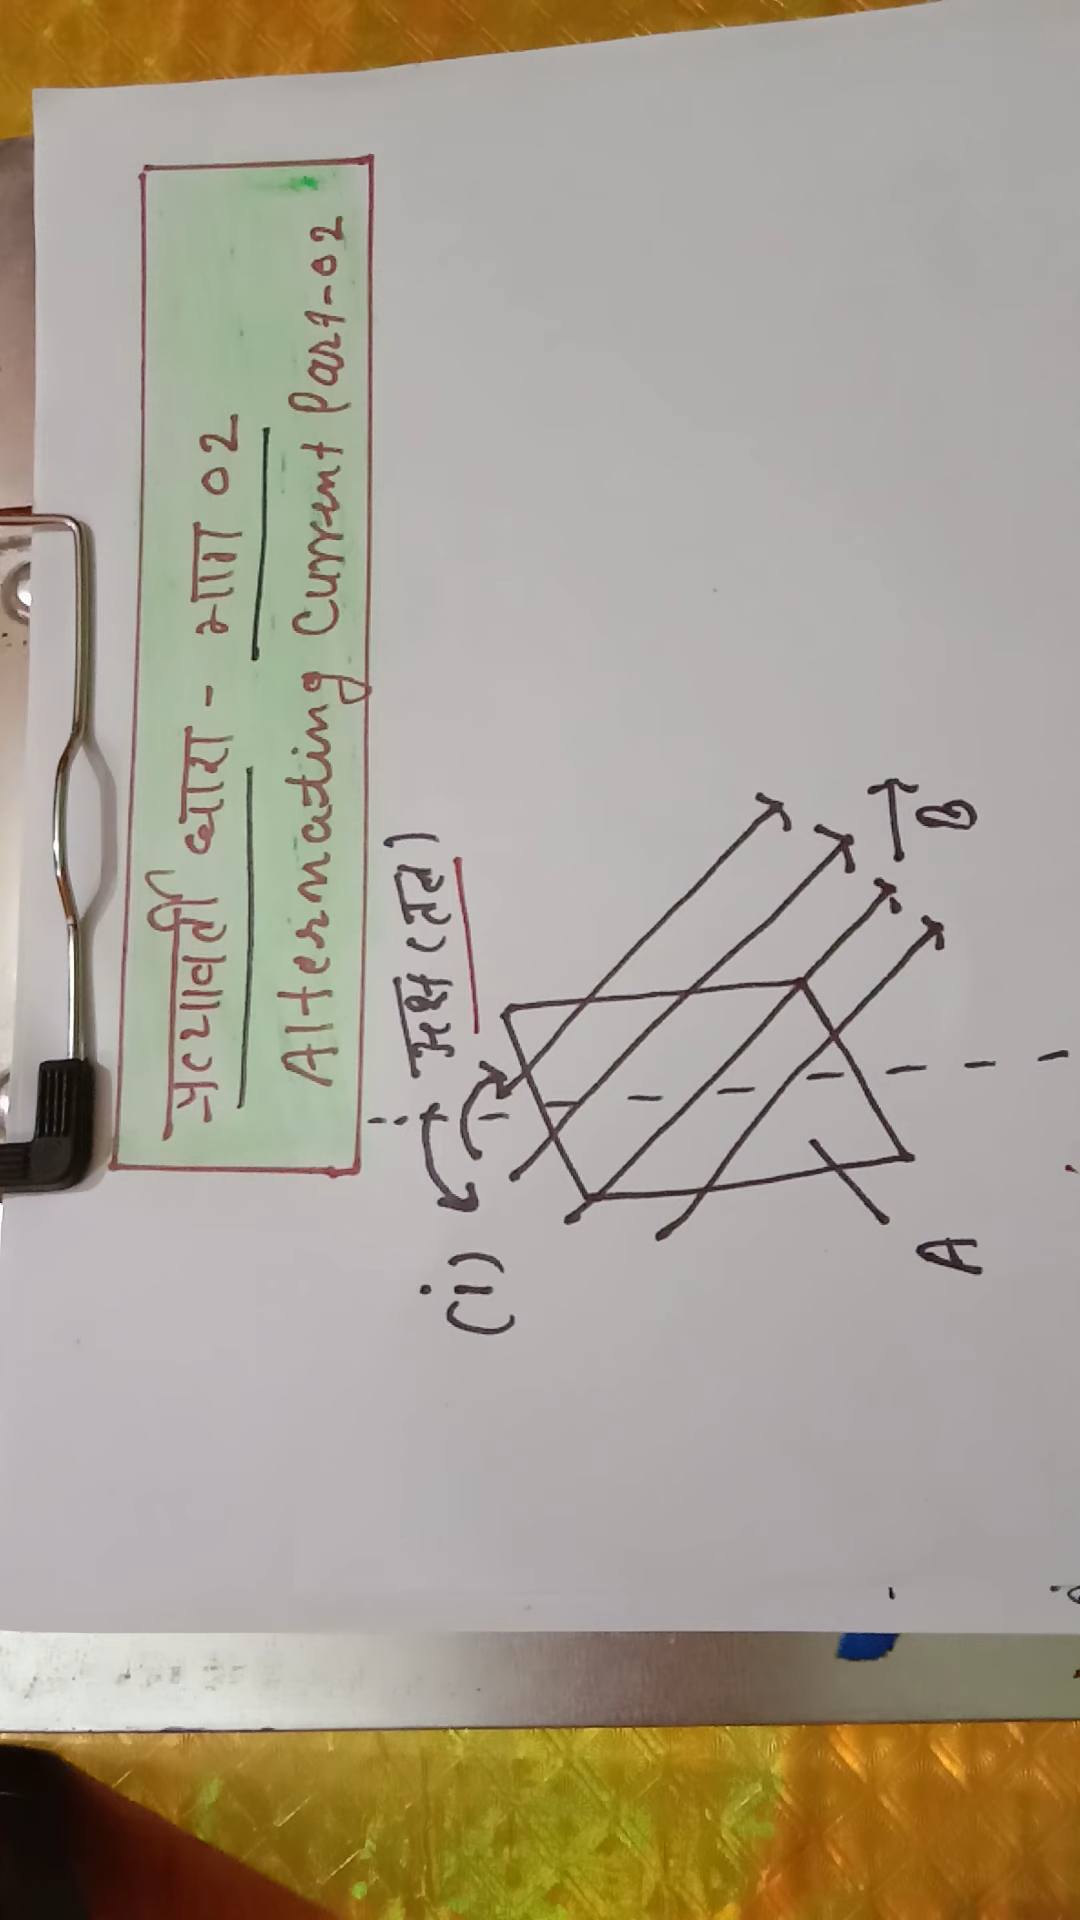 प्रत्यावर्ती धारा - भाग 02
Alternating Current Part-02
(i)
अक्ष (तल)
B
A